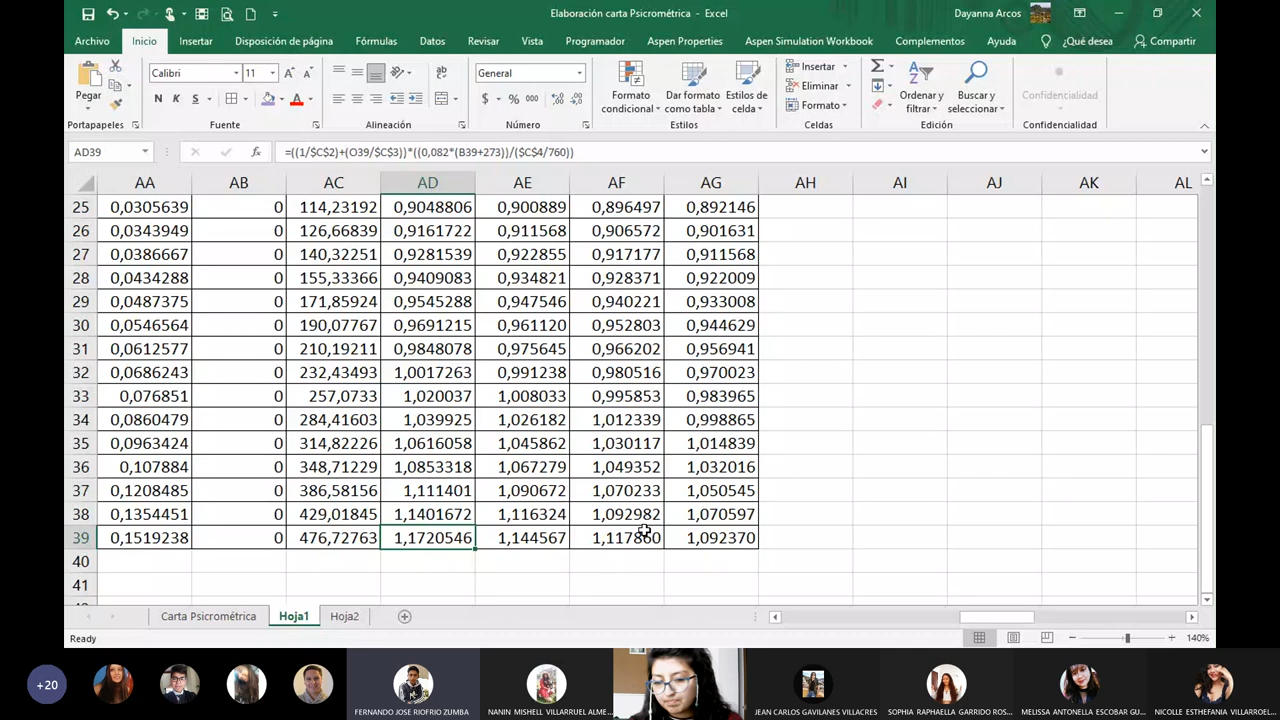 Elaboración carta Psicrométrica - Excel
Dayanna Arcos
Archivo Inicio Insertar Disposición de página Fórmulas Datos Revisar Vista Programador Aspen Properties Aspen Simulation Workbook Complementos Ayuda ¿Qué desea Compartir
Pegar
Calibri 11
N K S
General
$ % 000
Formato condicional
Dar formato como tabla
Estilos de celda
Insertar
Eliminar
Formato
Ordenar y filtrar
Buscar y seleccionar
Confidencialidad
Portapapeles Fuente Alineación Número Estilos Celdas Edición Confidencialidad
AD39 fx =((1/$C$2)+(O39/$C$3))*((0,082*(B39+273))/($C$4/760))
AA AB AC AD AE AF AG AH AI AJ AK AL
25 0,0305639 0 114,23192 0,9048806 0,900889 0,896497 0,892146
26 0,0343949 0 126,66839 0,9161722 0,911568 0,906572 0,901631
27 0,0386667 0 140,32251 0,9281539 0,922855 0,917177 0,911568
28 0,0434288 0 155,33366 0,9409083 0,934821 0,928371 0,922009
29 0,0487375 0 171,85924 0,9545288 0,947546 0,940221 0,933008
30 0,0546564 0 190,07767 0,9691215 0,961120 0,952803 0,944629
31 0,0612577 0 210,19211 0,9848078 0,975645 0,966202 0,956941
32 0,0686243 0 232,43493 1,0017263 0,991238 0,980516 0,970023
33 0,076851 0 257,0733 1,020037 1,008033 0,995853 0,983965
34 0,0860479 0 284,41603 1,039925 1,026182 1,012339 0,998865
35 0,0963424 0 314,82226 1,0616058 1,045862 1,030117 1,014839
36 0,107884 0 348,71229 1,0853318 1,067279 1,049352 1,032016
37 0,1208485 0 386,58156 1,111401 1,090672 1,070233 1,050545
38 0,1354451 0 429,01845 1,1401672 1,116324 1,092982 1,070597
39 0,1519238 0 476,72763 1,1720546 1,144567 1,092370
40
41
Carta Psicrométrica Hoja1 Hoja2
Ready 140%
+20
FERNANDO JOSE RIOFRIO ZUMBA
NANIN MISHELL VILLARRUEL ALME...
JEAN CARLOS GAVILANES VILLACRES
SOPHIA RAPHAELLA GARRIDO ROS...
MELISSA ANTONELLA ESCOBAR GU...
NICOLE ESTHEFANIA VILLARROEL...